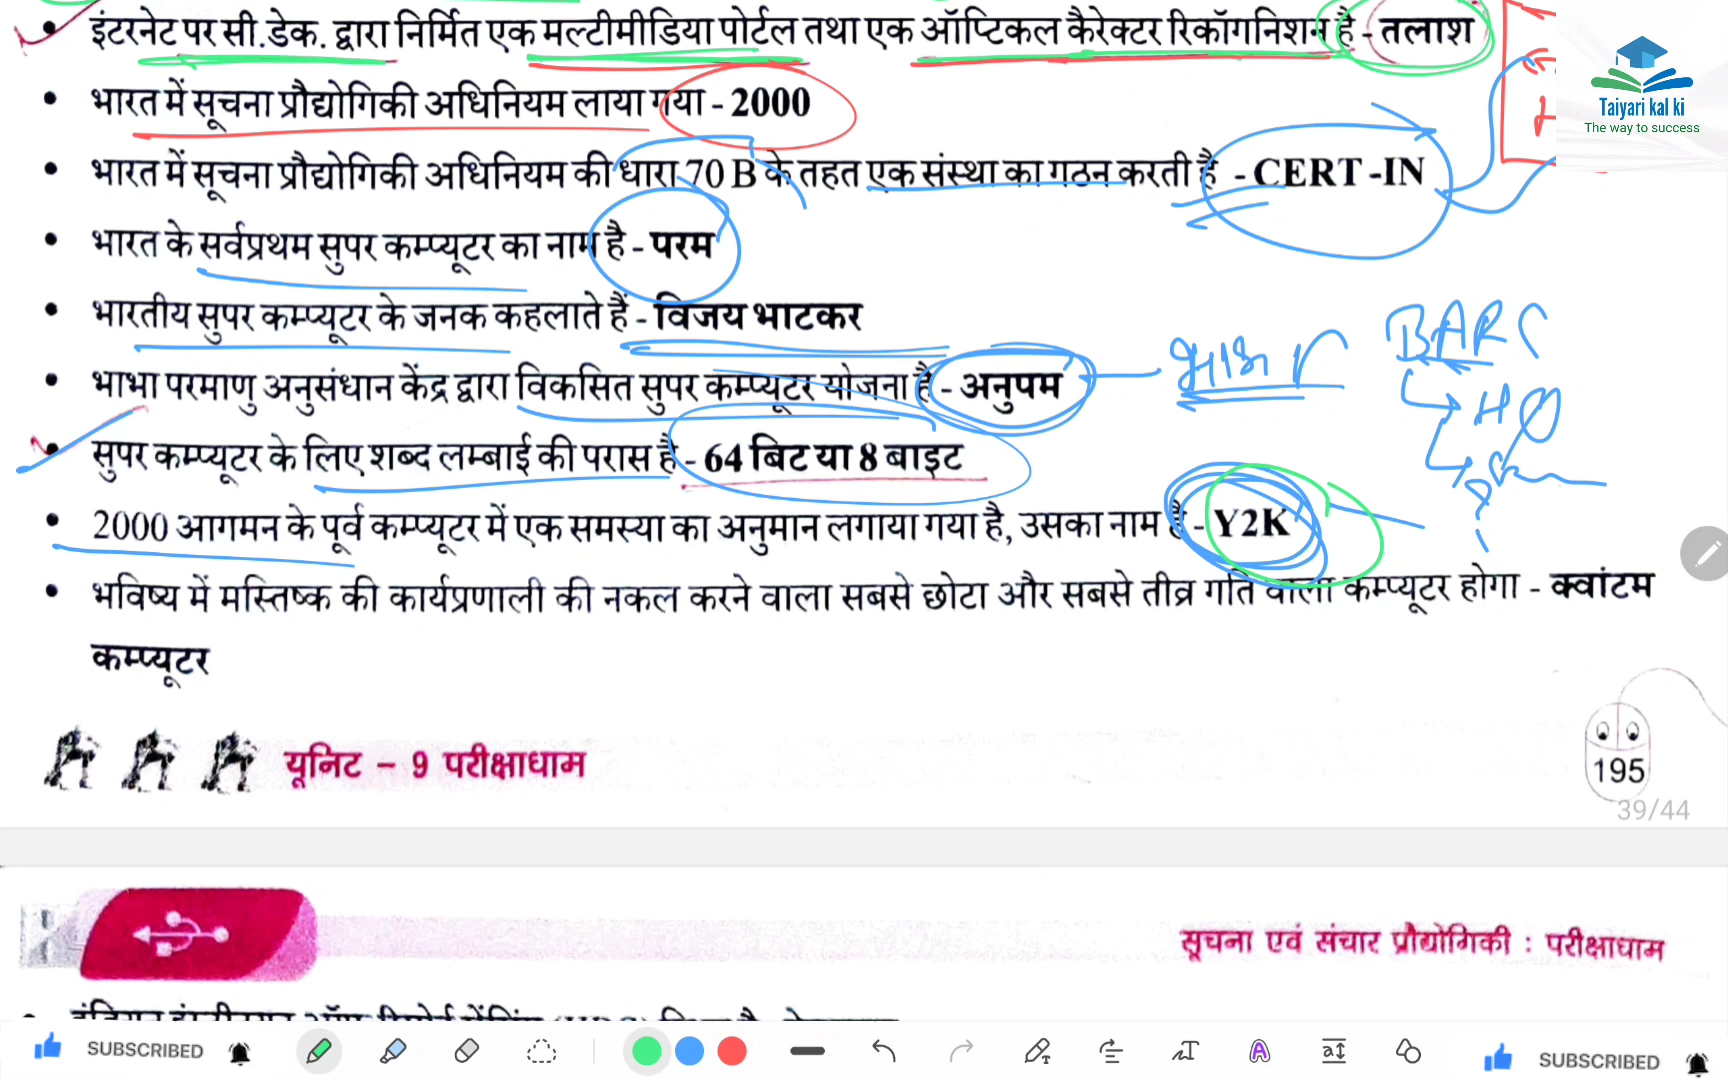 इंटरनेट पर सी.डेक. द्वारा निर्मित एक मल्टीमीडिया पोर्टल तथा एक ऑप्टिकल कैरेक्टर रिकॉगनिशन है - तलाश
Taiyari kal ki
The way to success
भारत में सूचना प्रौद्योगिकी अधिनियम लाया गया - 2000
भारत में सूचना प्रौद्योगिकी अधिनियम की धारा 70 B के तहत एक संस्था का गठन करती है - CERT -IN
भारत के सर्वप्रथम सुपर कम्प्यूटर का नाम है - परम
भारतीय सुपर कम्प्यूटर के जनक कहलाते हैं - विजय भाटकर
BARC
भाभा परमाणु अनुसंधान केंद्र द्वारा विकसित सुपर कम्प्यूटर योजना है - अनुपम
सुपर कम्प्यूटर के लिए शब्द लम्बाई की परास है - 64 बिट या 8 बाइट
2000 आगमन के पूर्व कम्प्यूटर में एक समस्या का अनुमान लगाया गया है, उसका नाम है - Y2K
भविष्य में मस्तिष्क की कार्यप्रणाली की नकल करने वाला सबसे छोटा और सबसे तीव्र गति वाला कम्प्यूटर होगा - क्वांटम
कम्प्यूटर
यूनिट - 9 परीक्षाधाम
195
39/44
सूचना एवं संचार प्रौद्योगिकी : परीक्षाधाम
SUBSCRIBED
SUBSCRIBED